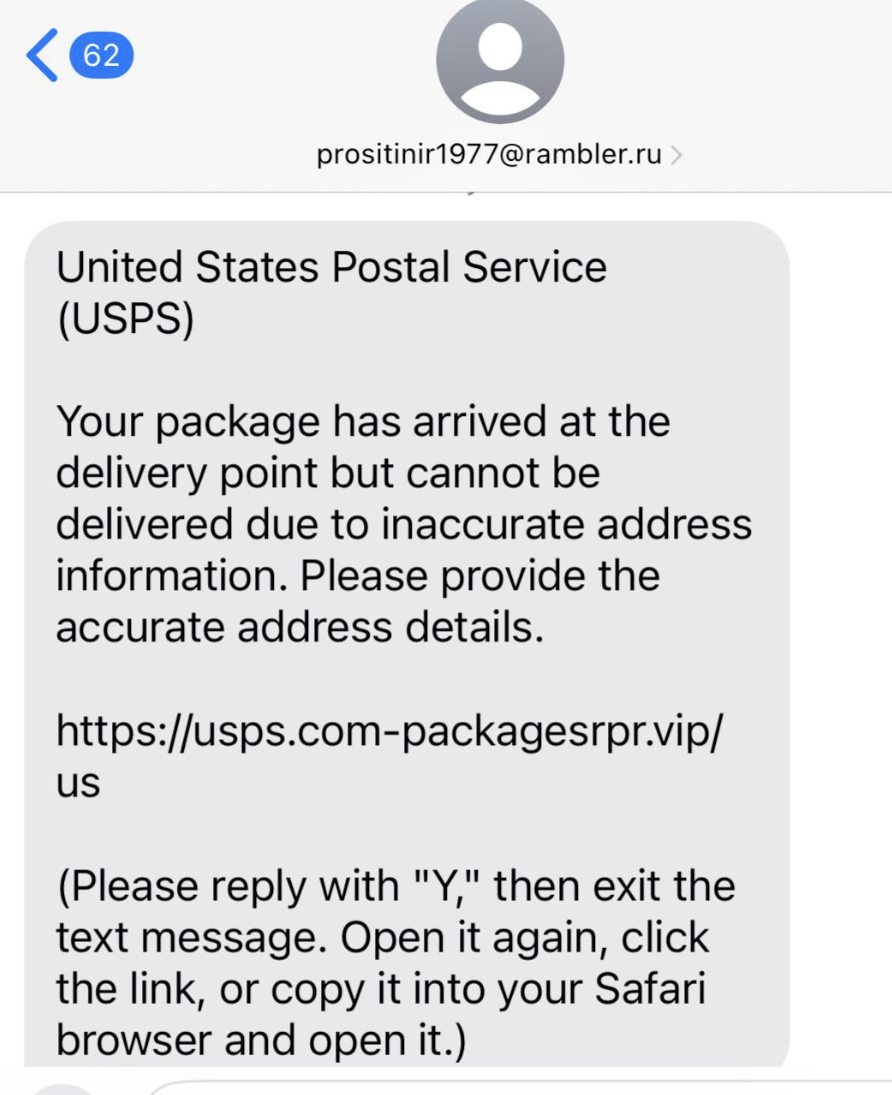 62
prositinir1977@rambler.ru
United States Postal Service
(USPS)
Your package has arrived at the
delivery point but cannot be
delivered due to inaccurate address
information. Please provide the
accurate address details.
https://usps.com-packagesrpr.vip/
us
(Please reply with "Y," then exit the
text message. Open it again, click
the link, or copy it into your Safari
browser and open it.)